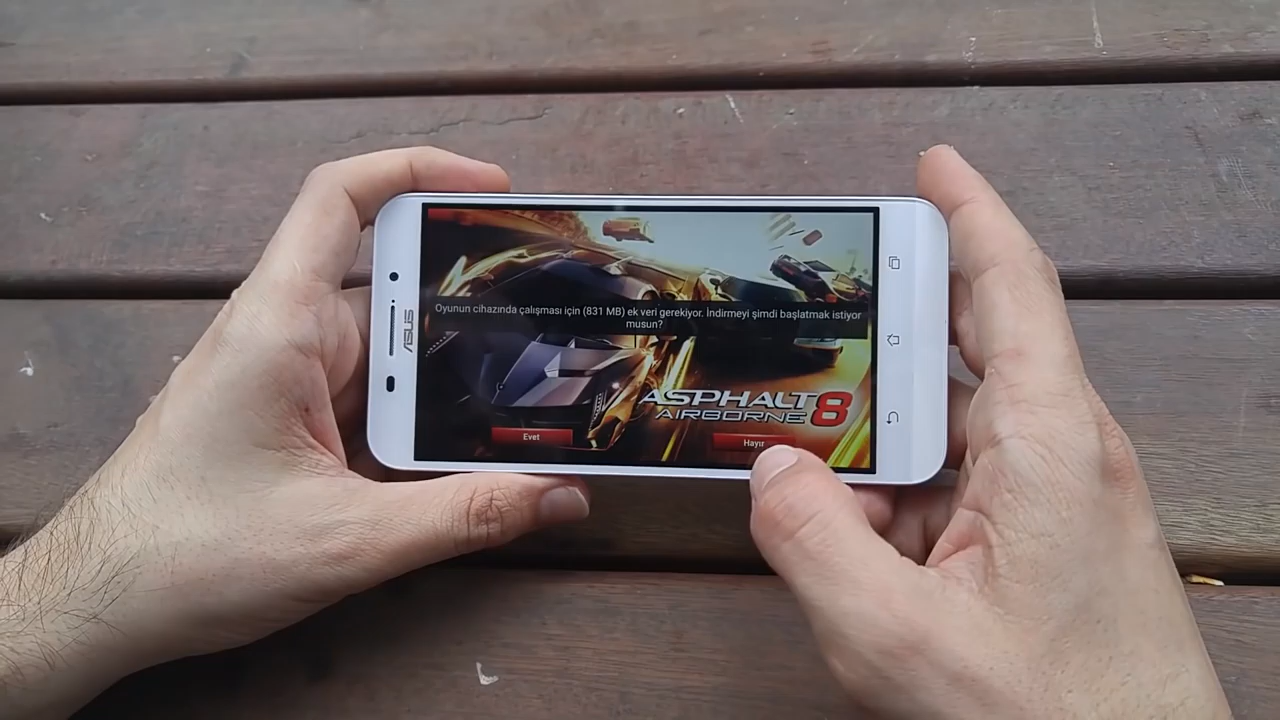 ASUS
Oyunun cihazında çalışması için (831 MB) ek veri gerekiyor. İndirmeyi şimdi başlatmak istiyor
musun?
ASPHALT 8
AIRBORNE
Evet
Hayır